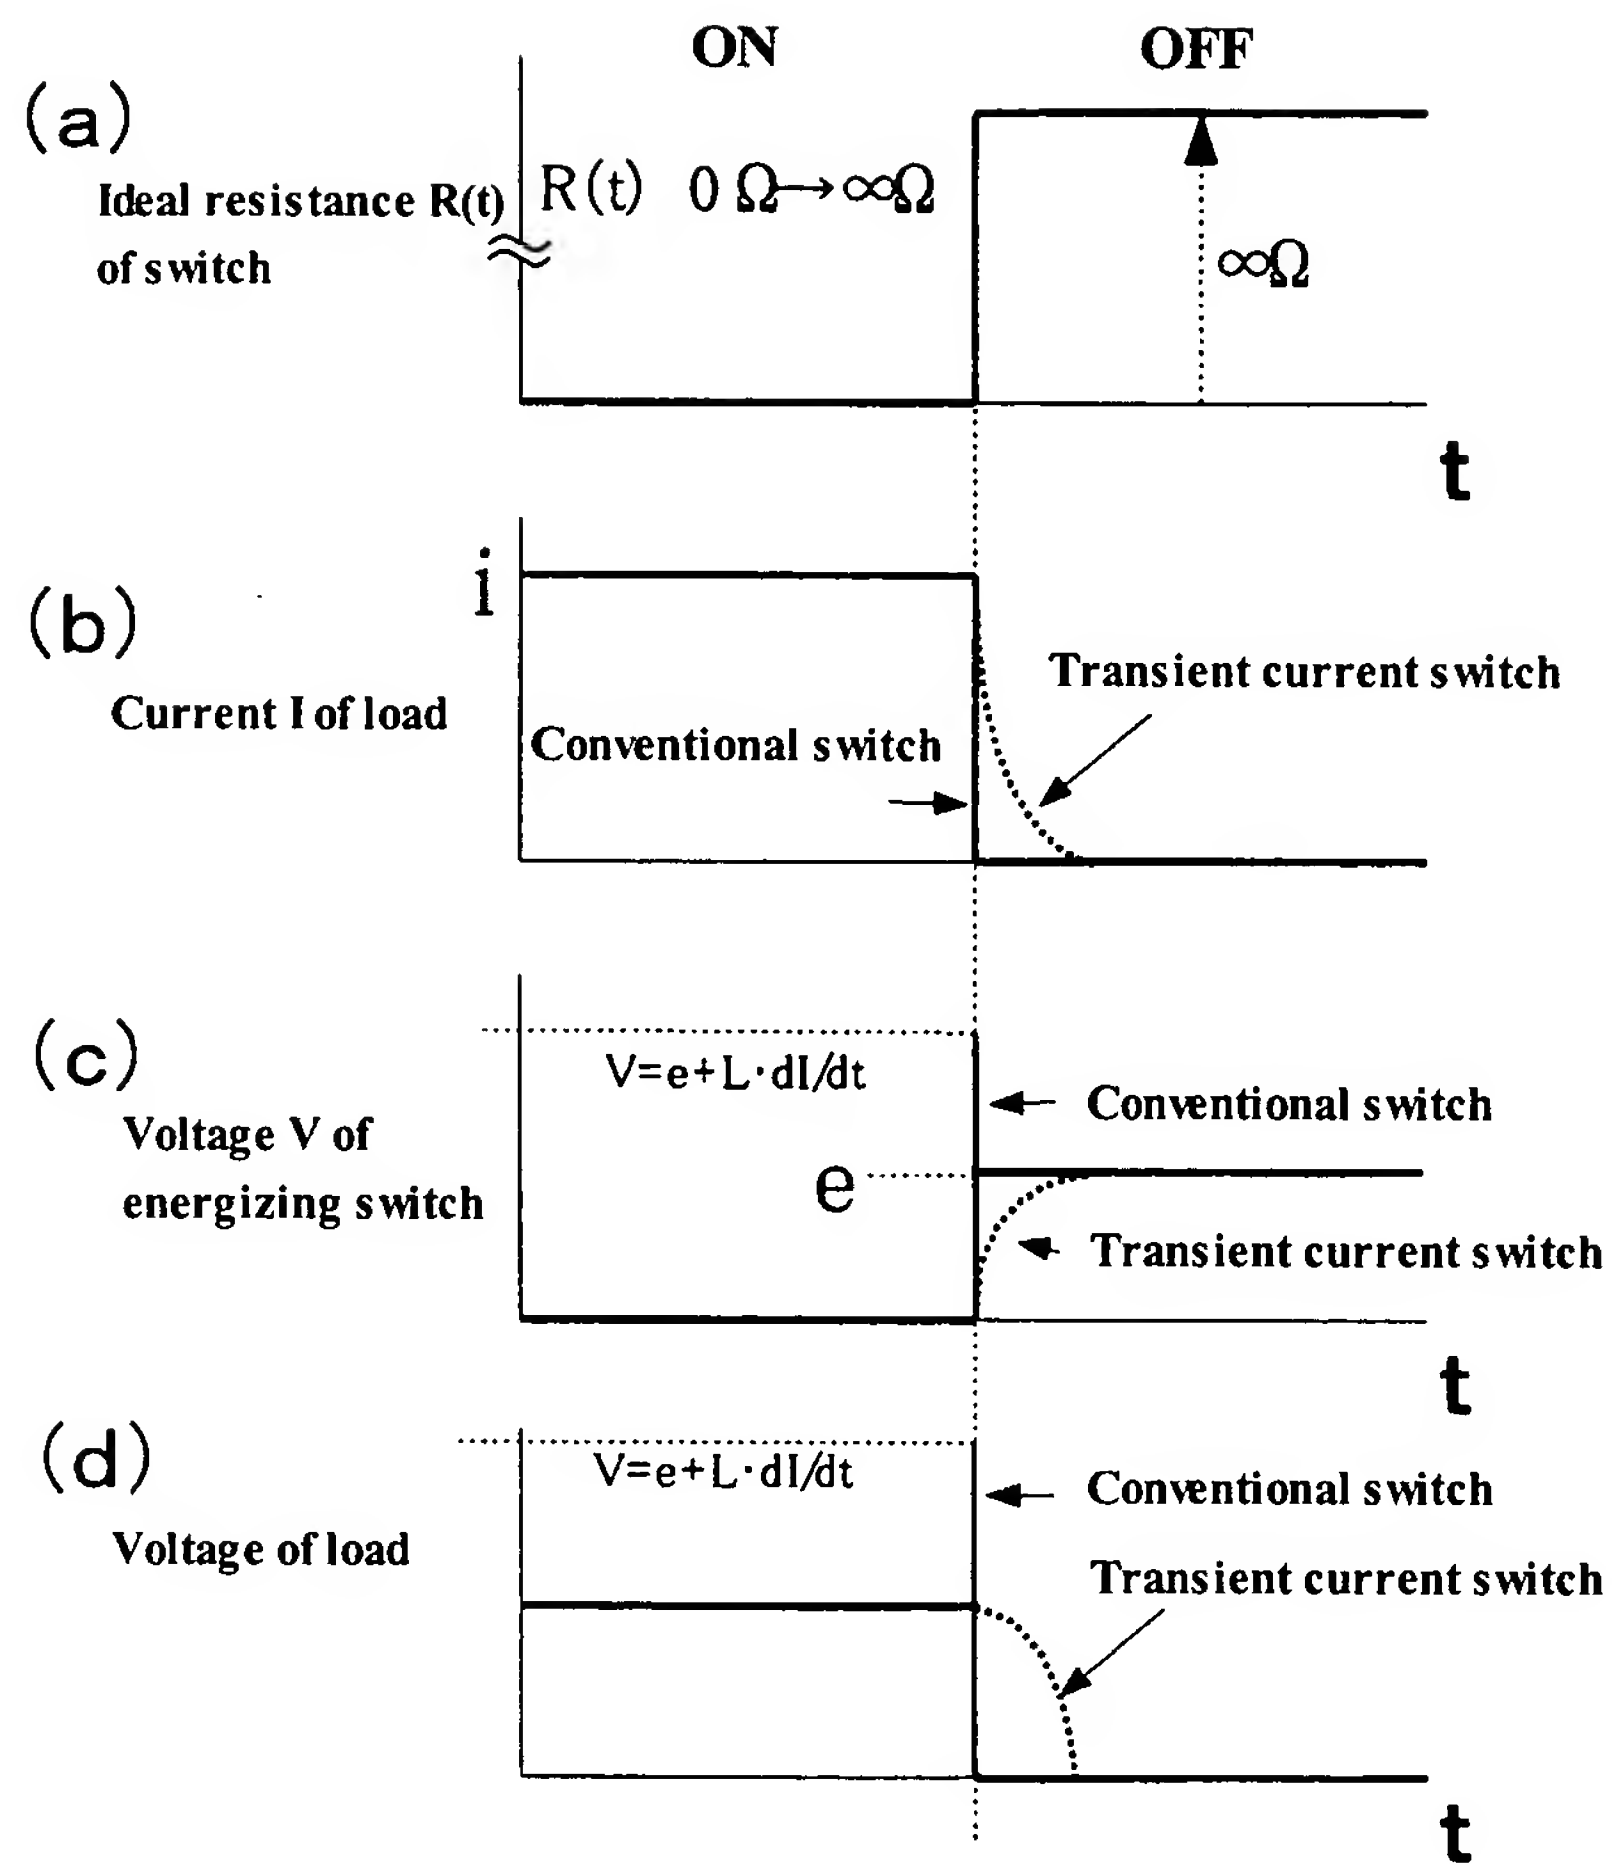 ON
OFF
(a)
Ideal resistance R(t)
of switch
R(t) 0 Ω→∞Ω
∞Ω
t
(b)
i
Current I of load
Transient current switch
Conventional switch
(c)
V=e+L·dI/dt
Voltage V of
energizing switch
Conventional switch
e
Transient current switch
t
(d)
V=e+L·dI/dt
Voltage of load
Conventional switch
Transient current switch
t